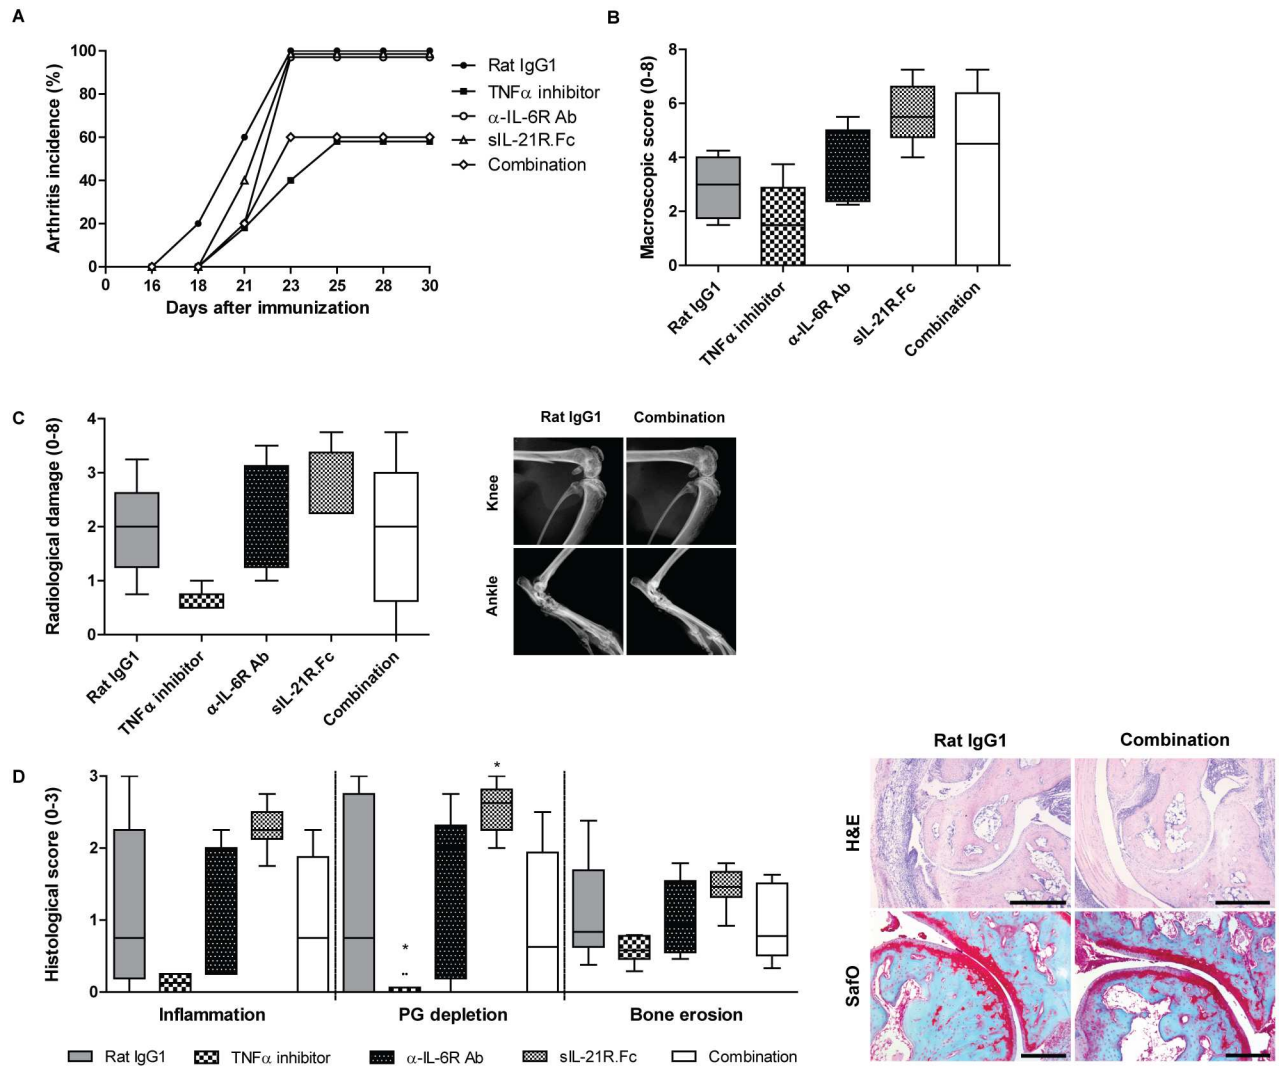 A
Arthritis incidence (%)
100
80
60
40
20
0
0 16 18 21 23 25 28 30
Days after immunization
Rat IgG1
TNFα inhibitor
α-IL-6R Ab
sIL-21R.Fc
Combination
B
Macroscopic score (0-8)
8
6
4
2
0
Rat IgG1
TNFα inhibitor
α-IL-6R Ab
sIL-21R.Fc
Combination
C
Radiological damage (0-8)
4
3
2
1
0
Rat IgG1
TNFα inhibitor
α-IL-6R Ab
sIL-21R.Fc
Combination
Rat IgG1 Combination
Knee
Ankle
D
Histological score (0-3)
3
2
1
0
*
*
Inflammation PG depletion Bone erosion
Rat IgG1 TNFα inhibitor α-IL-6R Ab sIL-21R.Fc Combination
Rat IgG1 Combination
H&E
SafO